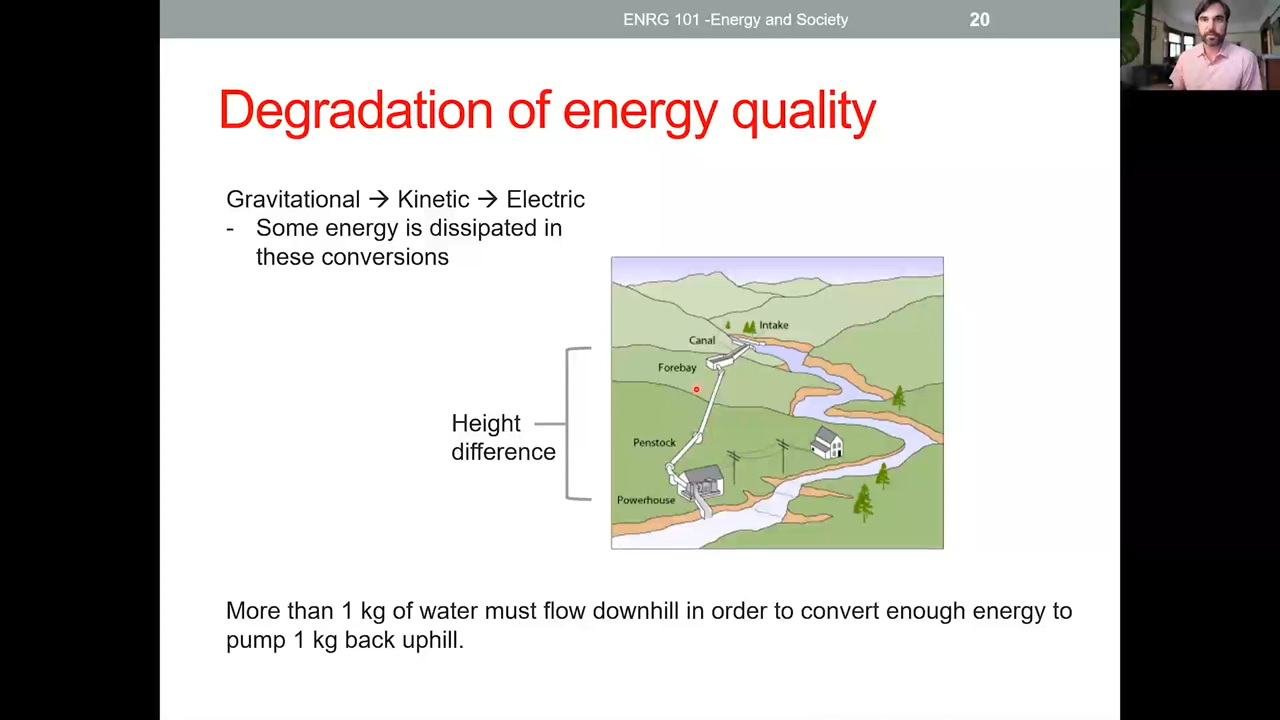 ENRG 101 -Energy and Society
20
Degradation of energy quality
Gravitational → Kinetic → Electric
- Some energy is dissipated in
these conversions
Intake
Canal
Forebay
Height
difference
Penstock
Powerhouse
More than 1 kg of water must flow downhill in order to convert enough energy to
pump 1 kg back uphill.